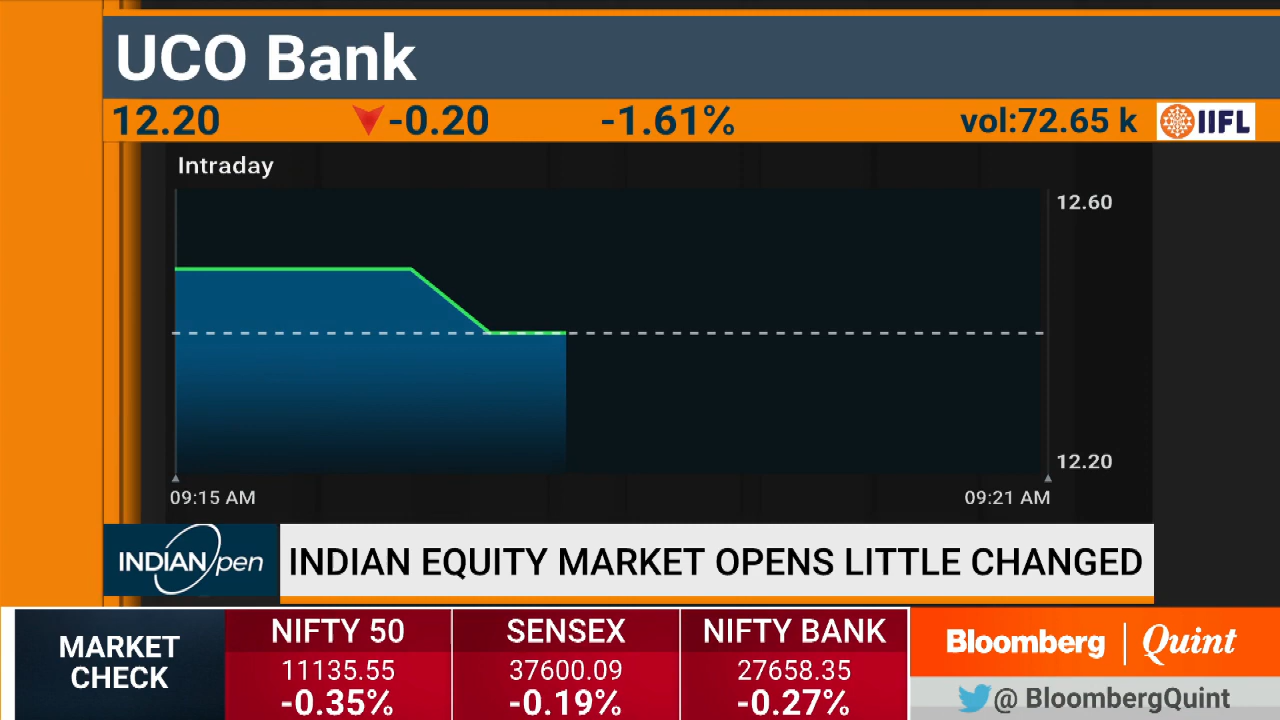 UCO Bank
12.20 -0.20 -1.61% vol:72.65 k IIFL
Intraday
12.60
12.20
09:15 AM 09:21 AM
INDIAN Open INDIAN EQUITY MARKET OPENS LITTLE CHANGED
MARKET CHECK
NIFTY 50
11135.55
-0.35%
SENSEX
37600.09
-0.19%
NIFTY BANK
27658.35
-0.27%
Bloomberg | Quint
@ BloombergQuint